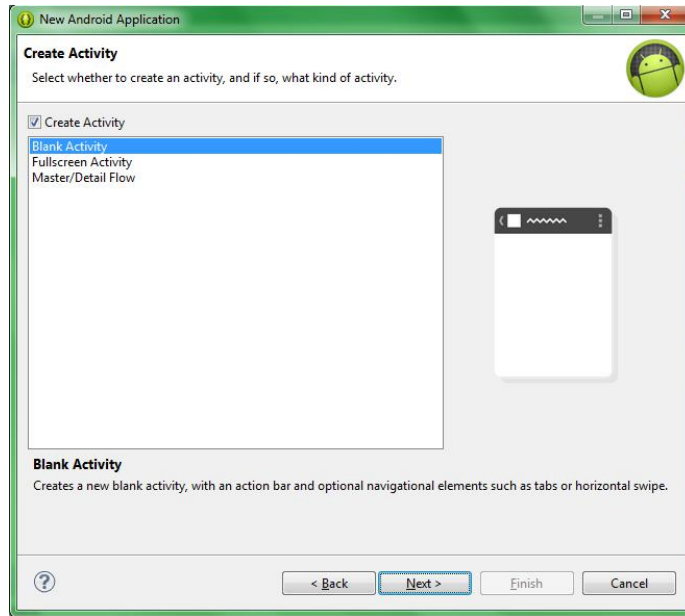 New Android Application
Create Activity
Select whether to create an activity, and if so, what kind of activity.
Create Activity
Blank Activity
Fullscreen Activity
Master/Detail Flow
Blank Activity
Creates a new blank activity, with an action bar and optional navigational elements such as tabs or horizontal swipe.
< Back Next > Finish Cancel